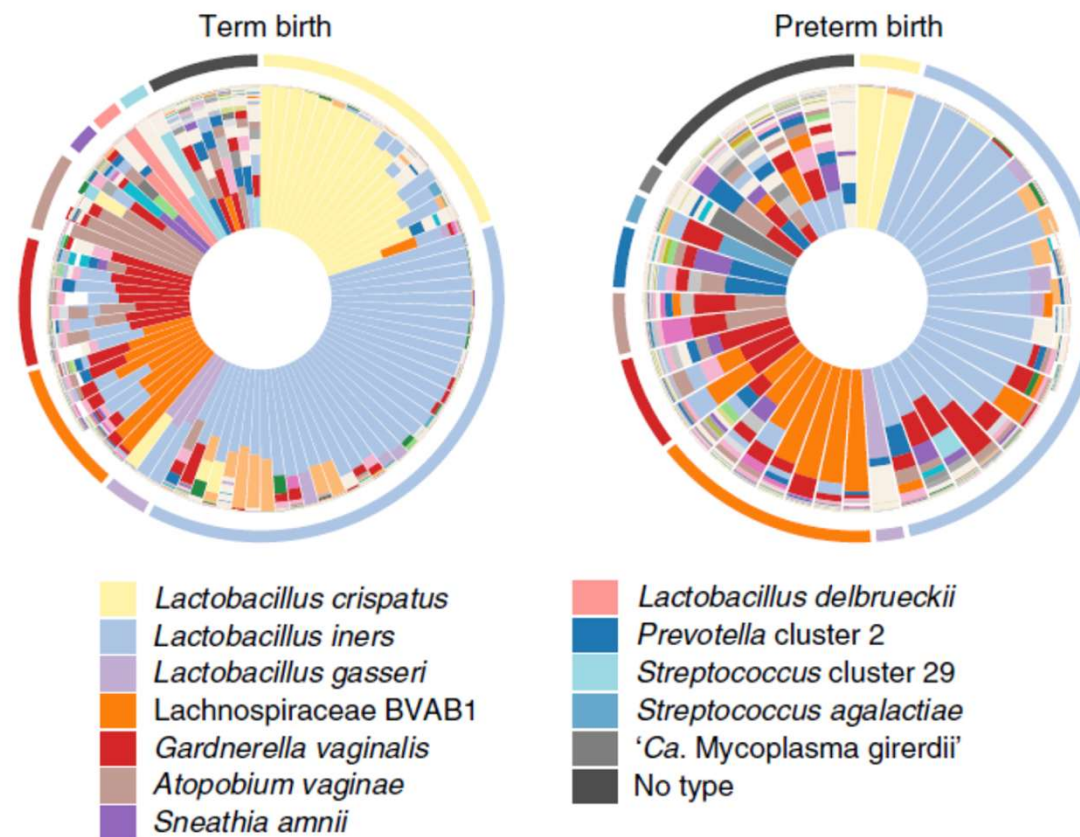 Term birth
Preterm birth
Lactobacillus crispatus
Lactobacillus iners
Lactobacillus gasseri
Lachnospiraceae BVAB1
Gardnerella vaginalis
Atopobium vaginae
Sneathia amnii
Lactobacillus delbrueckii
Prevotella cluster 2
Streptococcus cluster 29
Streptococcus agalactiae
‘Ca. Mycoplasma girerdii’
No type